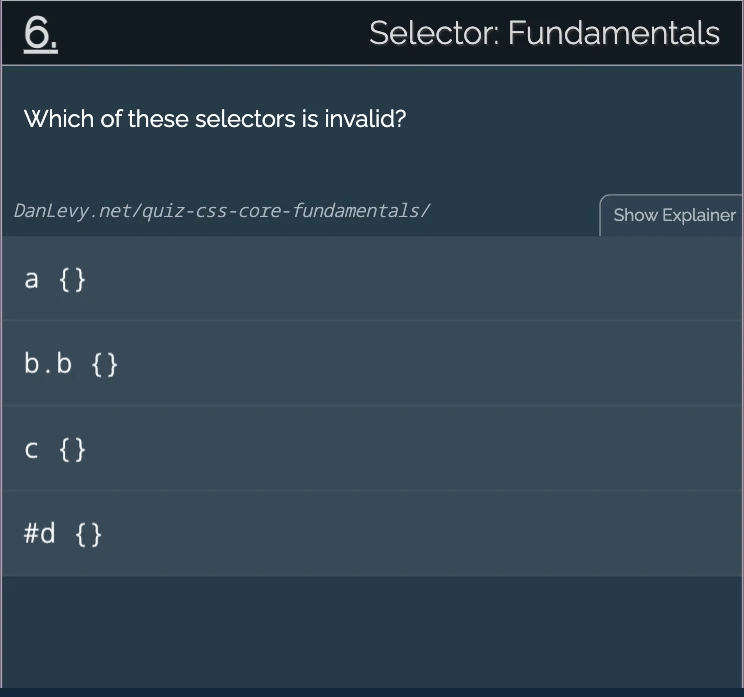 6.
Selector: Fundamentals
Which of these selectors is invalid?
DanLevy.net/quiz-css-core-fundamentals/
Show Explainer
a {}
b.b {}
c {}
#d {}